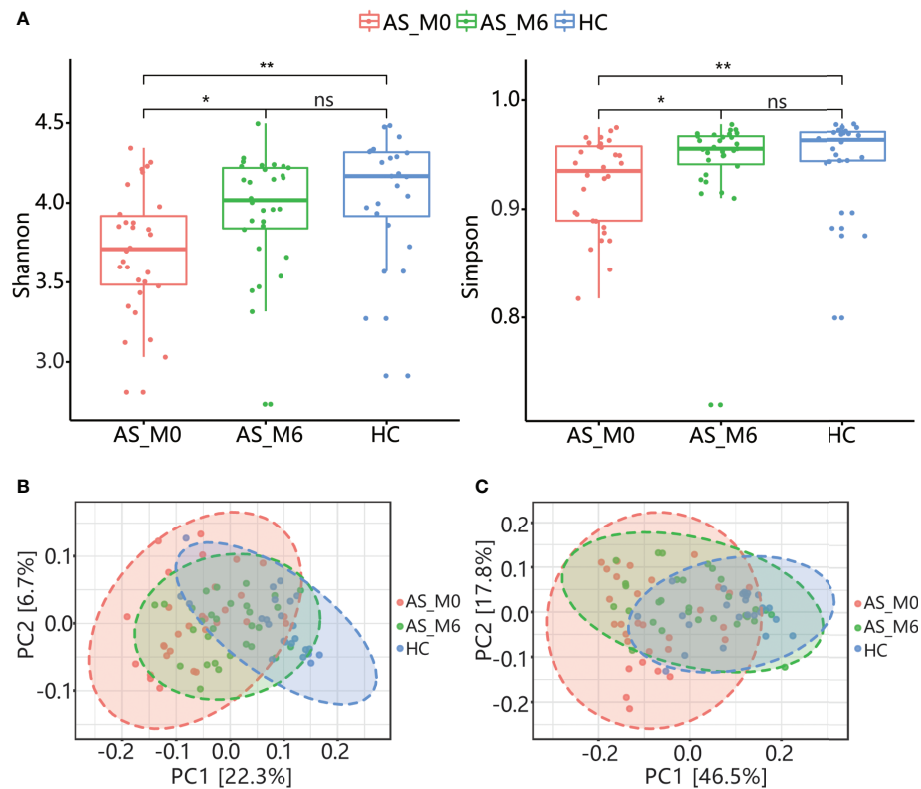 A
AS_M0 AS_M6 HC
**
*
ns
4.5
4.0
3.5
3.0
Shannon
AS_M0 AS_M6 HC
**
*
ns
1.0
0.9
0.8
Simpson
AS_M0 AS_M6 HC
B
0.1
0.0
-0.1
PC2 [6.7%]
-0.2 -0.1 0.0 0.1 0.2
PC1 [22.3%]
AS_M0
AS_M6
HC
C
0.2
0.1
0.0
-0.1
-0.2
PC2 [17.8%]
-0.2 0.0 0.2
PC1 [46.5%]
AS_M0
AS_M6
HC